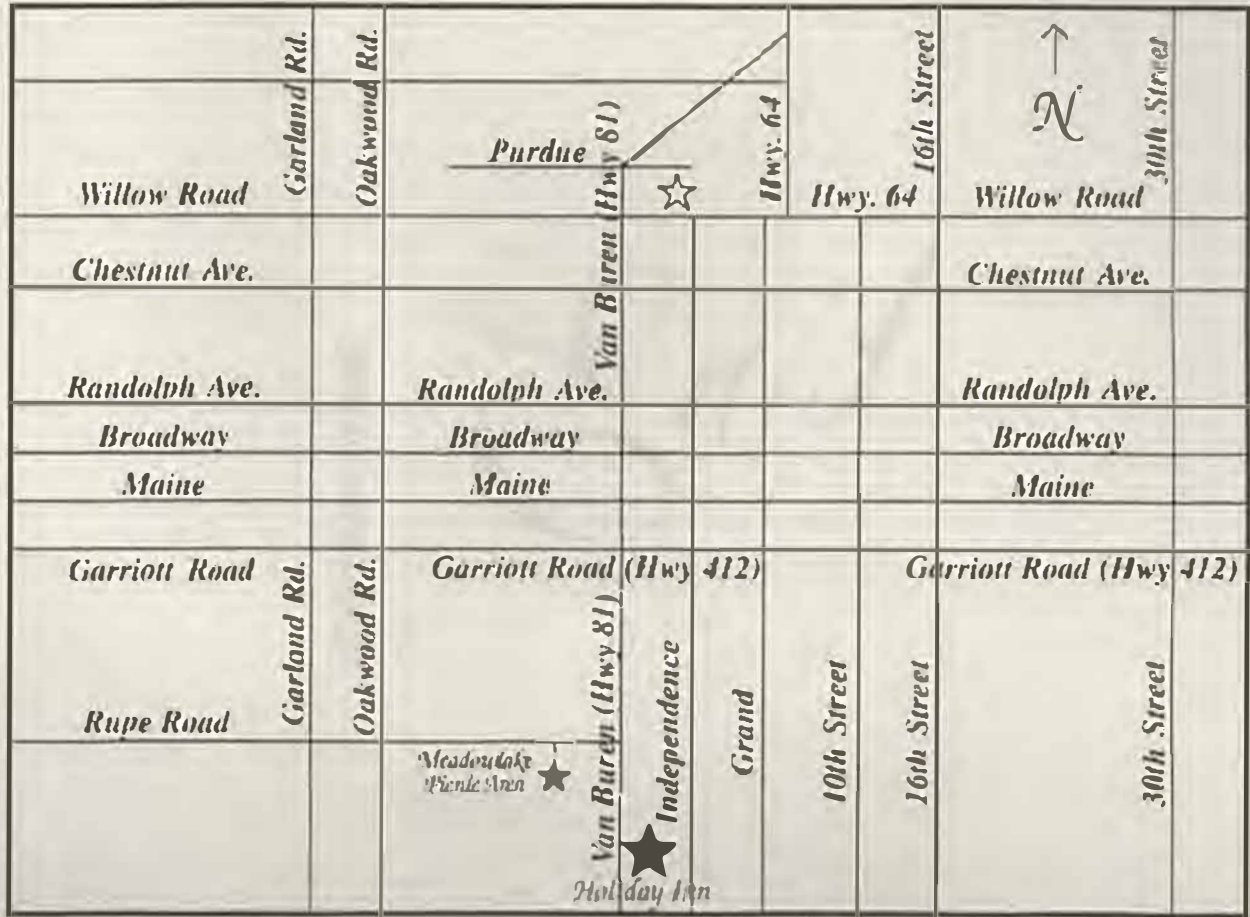 Garland Rd.
Oakwood Rd.
Purdue
Van Buren (Hwy 81)
Hwy. 64
16th Street
N
30th Street
Willow Road
Hwy. 64
Willow Road
Chestnut Ave.
Chestnut Ave.
Randolph Ave.
Randolph Ave.
Randolph Ave.
Broadway
Broadway
Broadway
Maine
Maine
Maine
Garriott Road
Garriott Road (Hwy 412)
Garriott Road (Hwy 412)
Garland Rd.
Oakwood Rd.
Van Buren (Hwy 81)
Independence
Grand
10th Street
16th Street
30th Street
Rupe Road
Meadowlake
Picnic Area
Holiday Inn